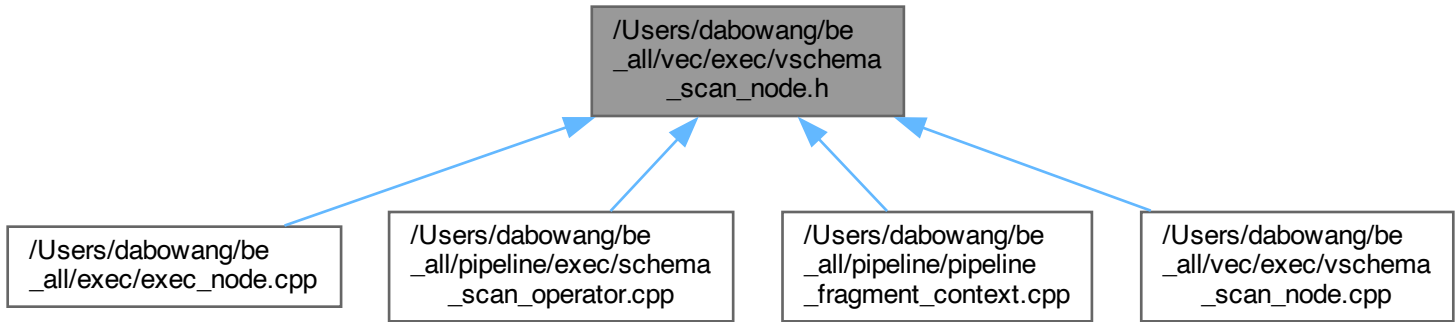 /Users/dabowang/be
_all/vec/exec/vschema
_scan_node.h
/Users/dabowang/be
_all/exec/exec_node.cpp
/Users/dabowang/be
_all/pipeline/exec/schema
_scan_operator.cpp
/Users/dabowang/be
_all/pipeline/pipeline
_fragment_context.cpp
/Users/dabowang/be
_all/vec/exec/vschema
_scan_node.cpp